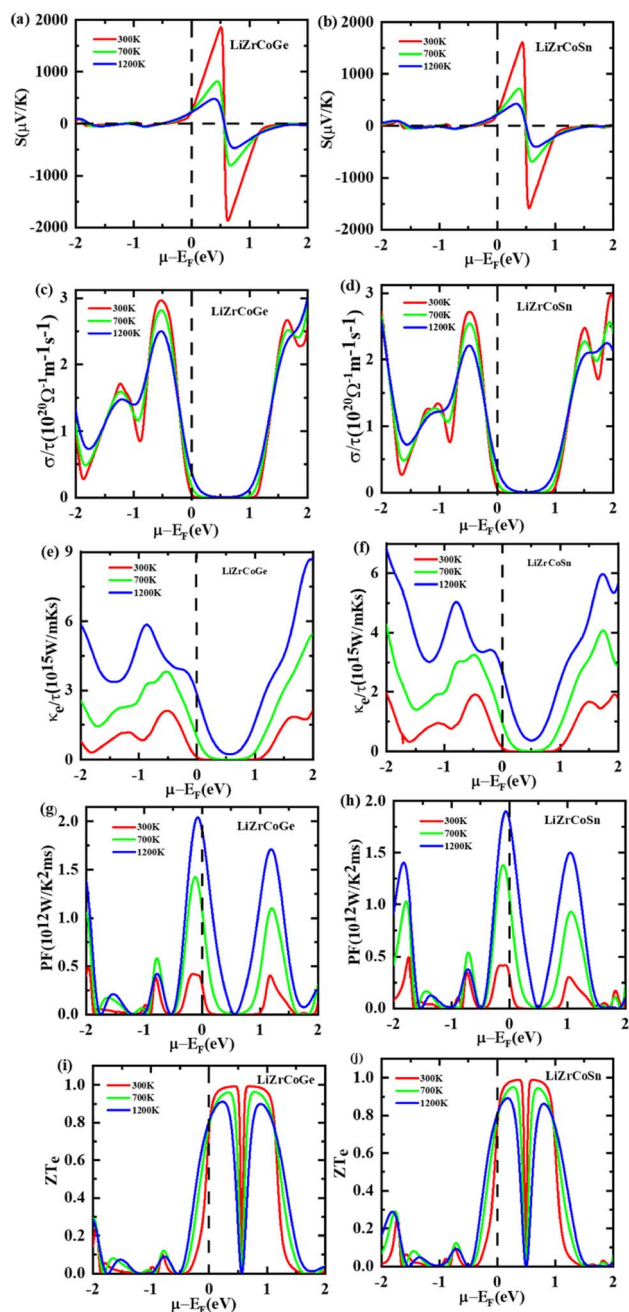 (a)
LiZrCoGe
300K
700K
1200K
S(μV/K)
2000
1000
0
-1000
-2000
-2 -1 0 1 2
μ−E_F(eV)
(b)
LiZrCoSn
300K
700K
1200K
S(μV/K)
2000
1000
0
-1000
-2000
-2 -1 0 1 2
μ−E_F(eV)
(c)
LiZrCoGe
300K
700K
1200K
σ/τ(10²⁰Ω⁻¹m⁻¹s⁻¹)
3
2
1
0
-2 -1 0 1 2
μ−E_F(eV)
(d)
LiZrCoSn
300K
700K
1200K
σ/τ(10²⁰Ω⁻¹m⁻¹s⁻¹)
3
2
1
0
-2 -1 0 1 2
μ−E_F(eV)
(e)
LiZrCoGe
300K
700K
1200K
κₑ/τ(10¹⁵W/mKs)
9
6
3
0
-2 -1 0 1 2
μ−E_F(eV)
(f)
LiZrCoSn
300K
700K
1200K
κₑ/τ(10¹⁵W/mKs)
6
4
2
0
-2 -1 0 1 2
μ−E_F(eV)
(g)
LiZrCoGe
300K
700K
1200K
PF(10¹²W/K²ms)
2.0
1.5
1.0
0.5
0.0
-2 -1 0 1 2
μ−E_F(eV)
(h)
LiZrCoSn
300K
700K
1200K
PF(10¹²W/K²ms)
2.0
1.5
1.0
0.5
0.0
-2 -1 0 1 2
μ−E_F(eV)
(i)
LiZrCoGe
300K
700K
1200K
ZTₑ
1.0
0.8
0.6
0.4
0.2
0.0
-2 -1 0 1 2
μ−E_F(eV)
(j)
LiZrCoSn
300K
700K
1200K
ZTₑ
1.0
0.8
0.6
0.4
0.2
0.0
-2 -1 0 1 2
μ−E_F(eV)